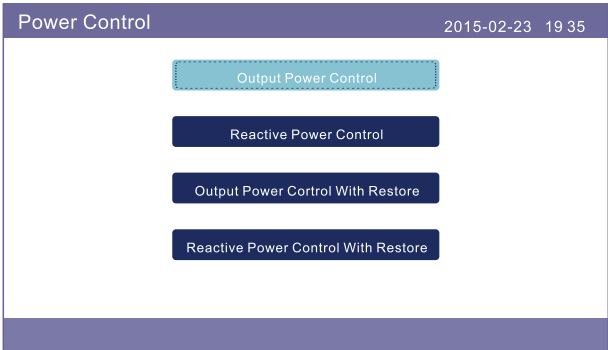 Power Control
2015-02-23 19 35
Output Power Control
Reactive Power Control
Output Power Cortrol With Restore
Reactive Power Control With Restore